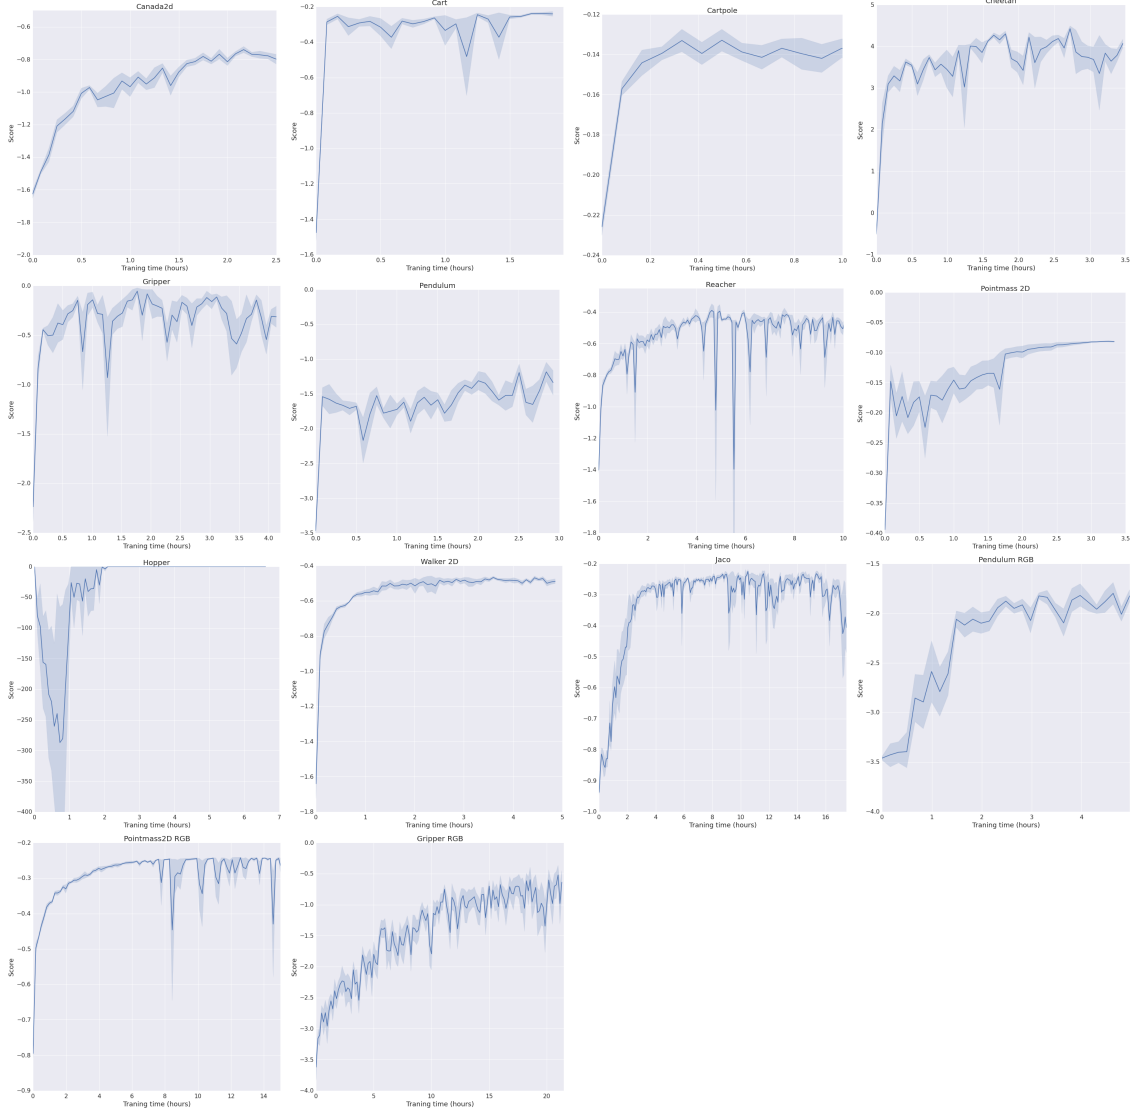 Canada2d
Score
−0.6
−0.8
−1.0
−1.2
−1.4
−1.6
−1.8
−2.0
0.0 0.5 1.0 1.5 2.0 2.5
Traning time (hours)
Cart
Score
−0.2
−0.4
−0.6
−0.8
−1.0
−1.2
−1.4
−1.6
0.0 0.5 1.0 1.5
Traning time (hours)
Cartpole
Score
−0.12
−0.14
−0.16
−0.18
−0.20
−0.22
−0.24
0.0 0.2 0.4 0.6 0.8 1.0
Traning time (hours)
Cheetah
Score
5
4
3
2
1
0
−1
0.0 0.5 1.0 1.5 2.0 2.5 3.0 3.5
Traning time (hours)
Gripper
Score
0.0
−0.5
−1.0
−1.5
−2.0
−2.5
0.0 0.5 1.0 1.5 2.0 2.5 3.0 3.5 4.0
Traning time (hours)
Pendulum
Score
0.0
−0.5
−1.0
−1.5
−2.0
−2.5
−3.0
−3.5
0.0 0.5 1.0 1.5 2.0 2.5 3.0
Traning time (hours)
Reacher
Score
−0.4
−0.6
−0.8
−1.0
−1.2
−1.4
−1.6
−1.8
0 2 4 6 8 10
Traning time (hours)
Pointmass 2D
Score
0.00
−0.05
−0.10
−0.15
−0.20
−0.25
−0.30
−0.35
−0.40
0.0 0.5 1.0 1.5 2.0 2.5 3.0 3.5
Traning time (hours)
Hopper
Score
0
−50
−100
−150
−200
−250
−300
−350
−400
0 1 2 3 4 5 6 7
Traning time (hours)
Walker 2D
Score
−0.4
−0.6
−0.8
−1.0
−1.2
−1.4
−1.6
−1.8
0 1 2 3 4 5
Traning time (hours)
Jaco
Score
−0.2
−0.3
−0.4
−0.5
−0.6
−0.7
−0.8
−0.9
−1.0
0 2 4 6 8 10 12 14 16
Traning time (hours)
Pendulum RGB
Score
−1.5
−2.0
−2.5
−3.0
−3.5
−4.0
0 1 2 3 4
Traning time (hours)
Pointmass2D RGB
Score
−0.2
−0.3
−0.4
−0.5
−0.6
−0.7
−0.8
−0.9
0 2 4 6 8 10 12 14
Traning time (hours)
Gripper RGB
Score
0.0
−0.5
−1.0
−1.5
−2.0
−2.5
−3.0
−3.5
−4.0
0 5 10 15 20
Traning time (hours)